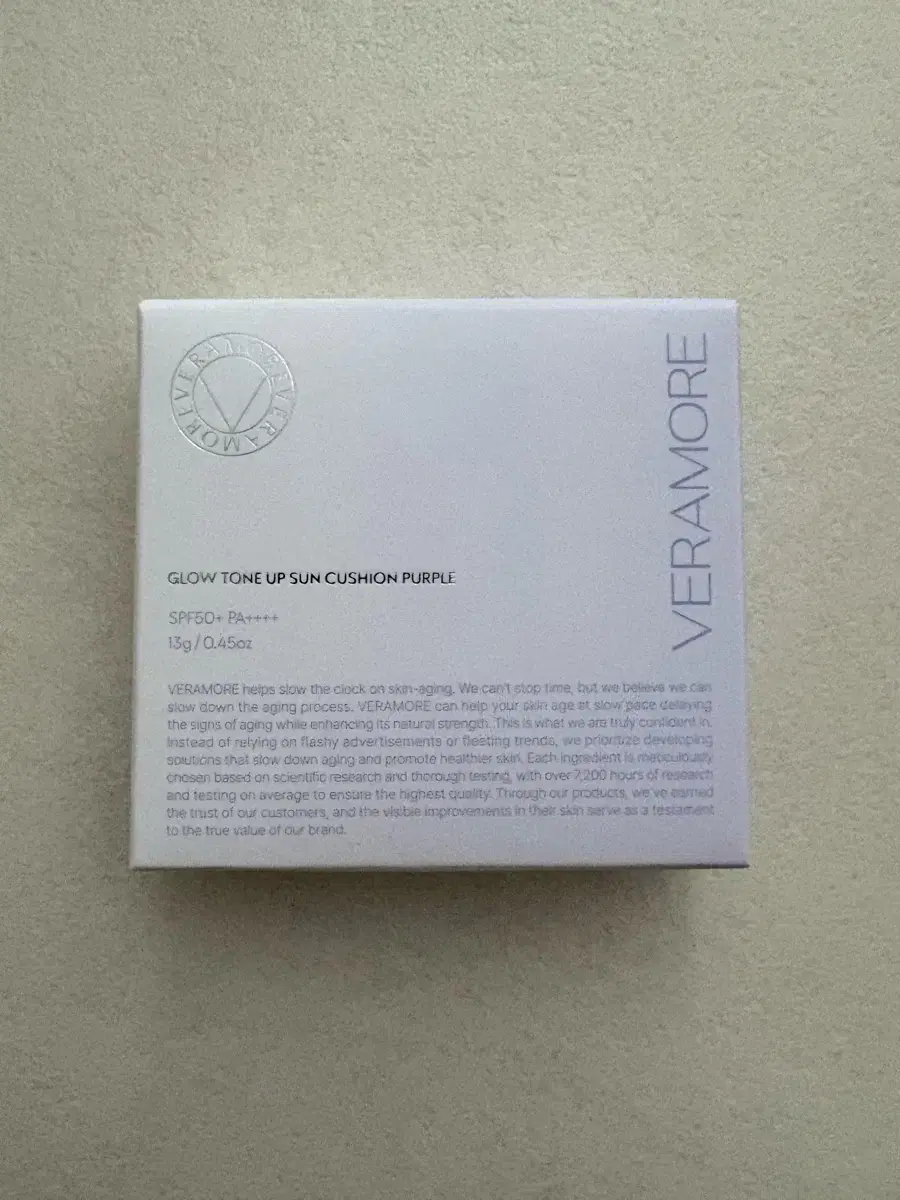 VERAMORE VERAMORE
VERAMORE
GLOW TONE UP SUN CUSHION PURPLE
SPF50+ PA++++
13g / 0.45oz
VERAMORE helps slow the clock on skin-aging. We can't stop time, but we believe we can
slow down the aging process. VERAMORE can help your skin age at slow pace delaying
the signs of aging while enhancing its natural strength. This is what we are truly confident in.
Instead of relying on flashy advertisements or fleeting trends, we prioritize developing
solutions that slow down aging and promote healthier skin. Each ingredient is meticulously
chosen based on scientific research and thorough testing, with over 7,200 hours of research
and testing on average to ensure the highest quality. Through our products, we've earned
the trust of our customers, and the visible improvements in their skin serve as a testament
to the true value of our brand.